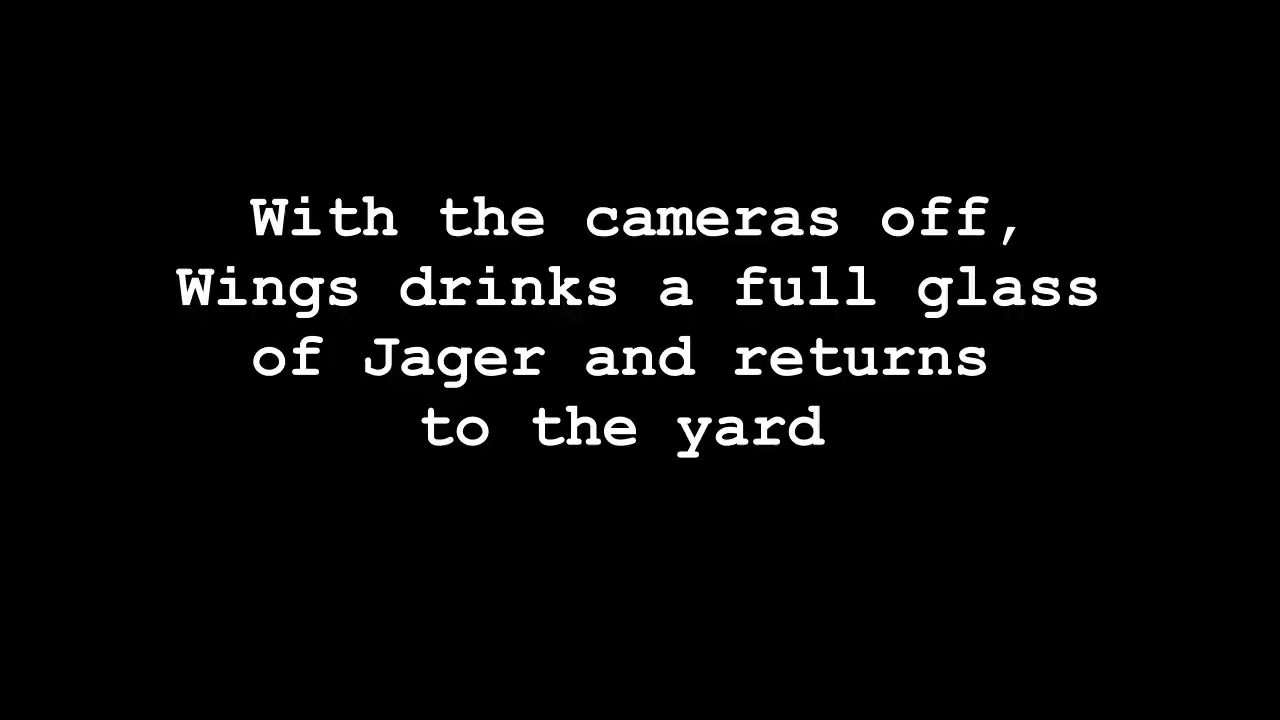 With the cameras off,
Wings drinks a full glass
of Jager and returns
to the yard